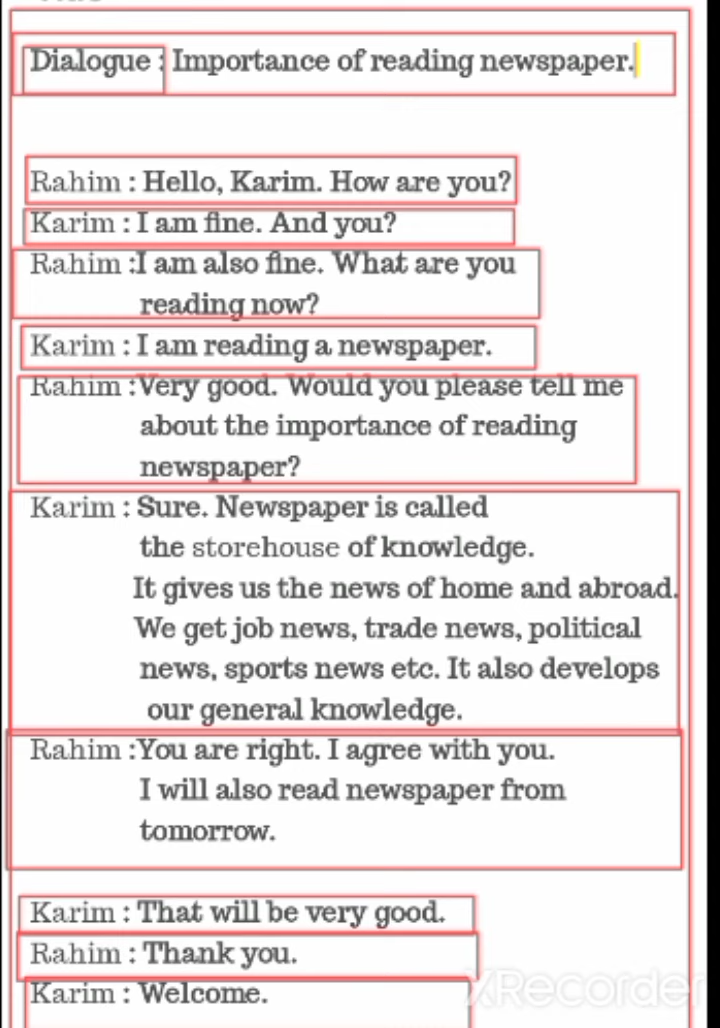 Dialogue : Importance of reading newspaper.
Rahim : Hello, Karim. How are you?
Karim : I am fine. And you?
Rahim :I am also fine. What are you
reading now?
Karim : I am reading a newspaper.
Rahim :Very good. Would you please tell me
about the importance of reading
newspaper?
Karim : Sure. Newspaper is called
the storehouse of knowledge.
It gives us the news of home and abroad.
We get job news, trade news, political
news, sports news etc. It also develops
our general knowledge.
Rahim :You are right. I agree with you.
I will also read newspaper from
tomorrow.
Karim : That will be very good.
Rahim : Thank you.
Karim : Welcome.
XRecorder